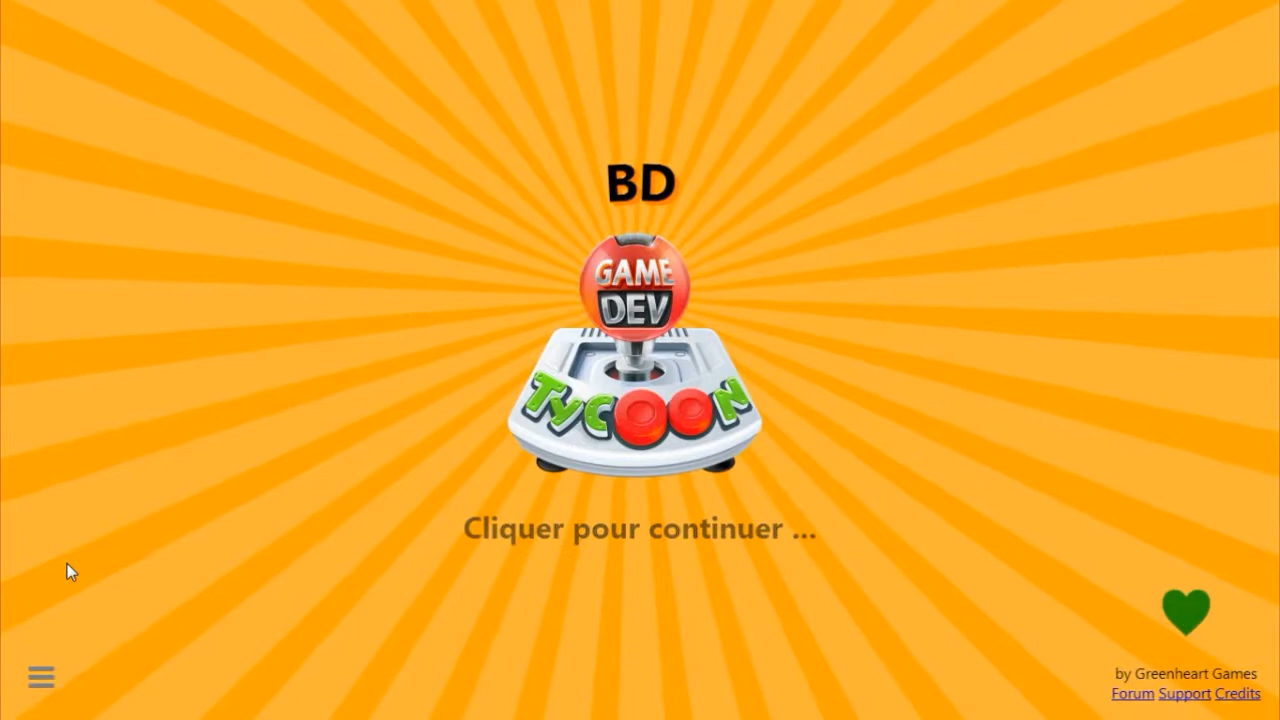 BD
GAME
DEV
TYCOON
Cliquer pour continuer ...
by Greenheart Games
Forum Support Credits